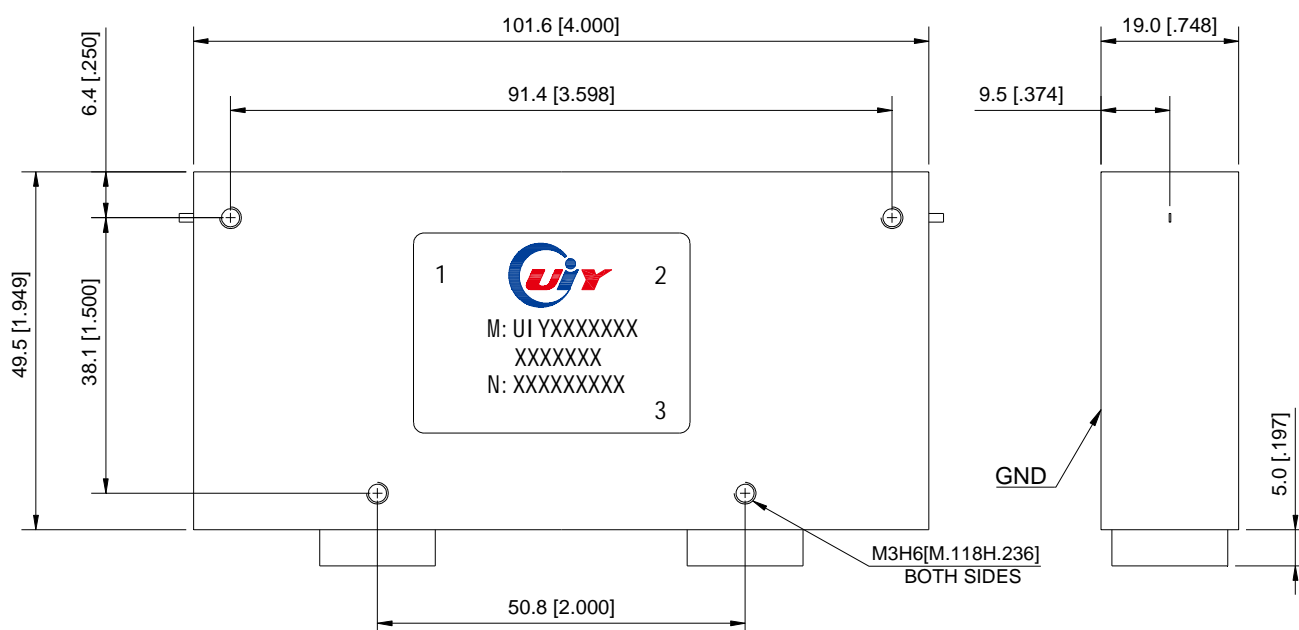 101.6 [4.000]
19.0 [.748]
6.4 [.250]
91.4 [3.598]
9.5 [.374]
49.5 [1.949]
38.1 [1.500]
1
UiY
2
M: UIYXXXXXXX
XXXXXXX
N: XXXXXXXXX
3
GND
5.0 [.197]
M3H6[M.118H.236]
BOTH SIDES
50.8 [2.000]